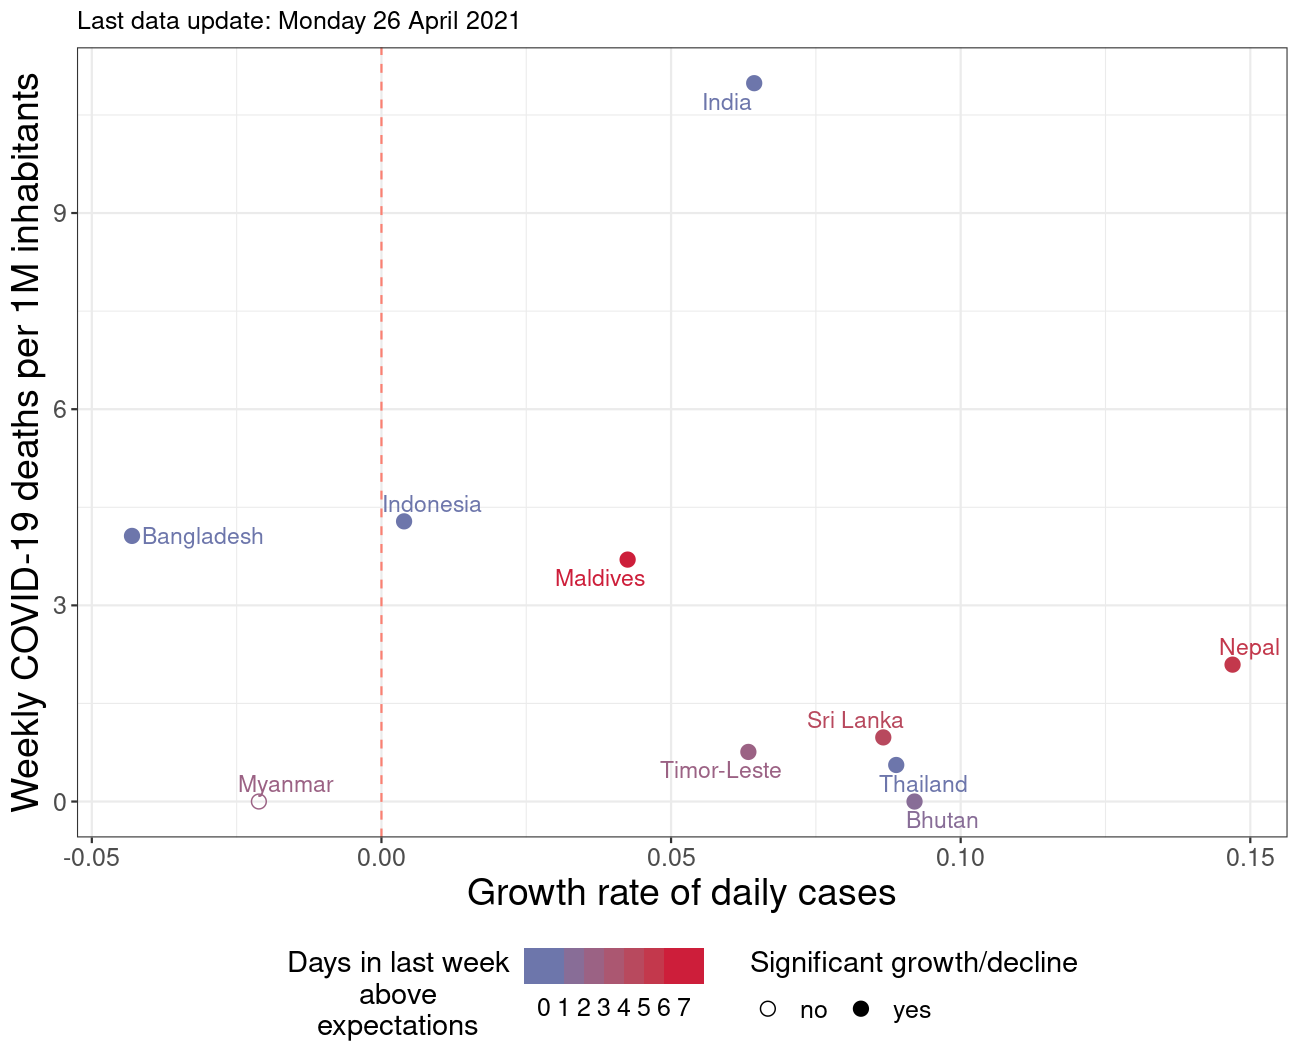 Last data update: Monday 26 April 2021
Weekly COVID-19 deaths per 1M inhabitants
9
6
3
0
India
Indonesia
Bangladesh
Maldives
Nepal
Sri Lanka
Timor-Leste
Thailand
Myanmar
Bhutan
-0.05 0.00 0.05 0.10 0.15
Growth rate of daily cases
Days in last week
above
expectations
0 1 2 3 4 5 6 7
Significant growth/decline
no yes